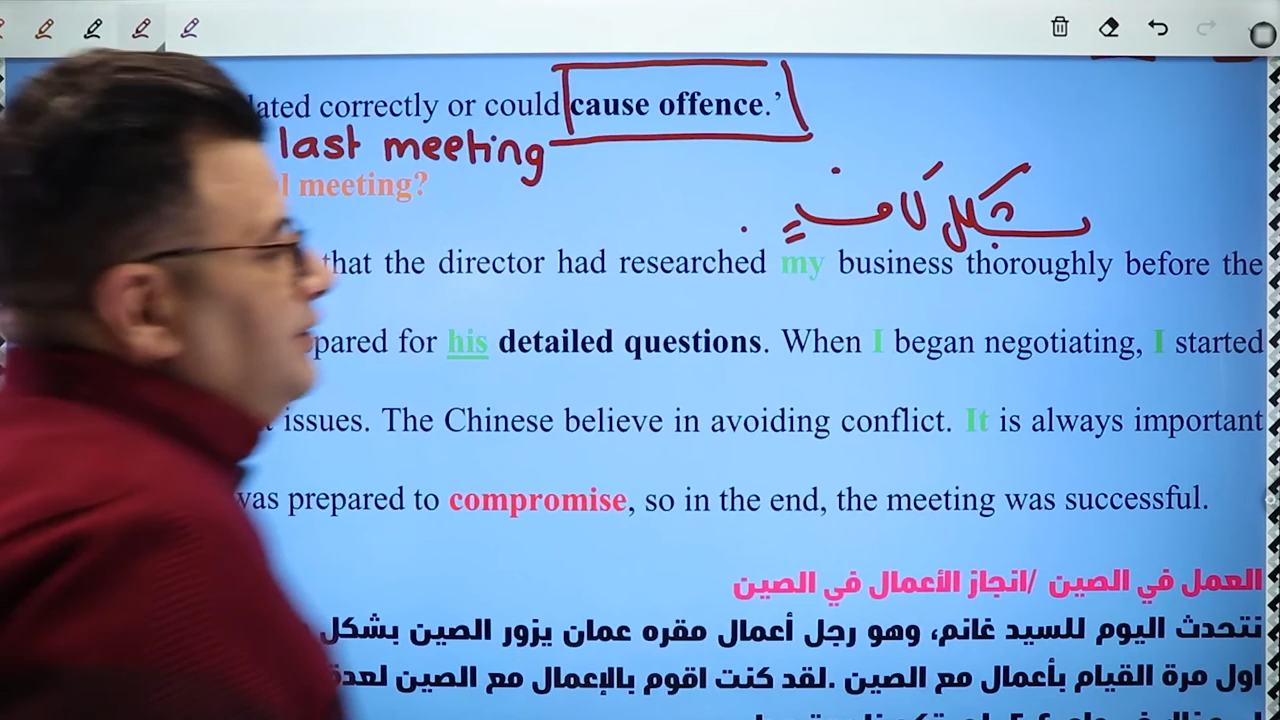 lated correctly or could cause offence.’
last meeting
l meeting?
بشكل كافي
that the director had researched my business thoroughly before the
pared for his detailed questions. When I began negotiating, I started
issues. The Chinese believe in avoiding conflict. It is always important
was prepared to compromise, so in the end, the meeting was successful.
العمل في الصين /انجاز الأعمال في الصين
نتحدث اليوم للسيد غانم، وهو رجل أعمال مقره عمان يزور الصين بشكل
اول مرة القيام بأعمال مع الصين .لقد كنت اقوم بالإعمال مع الصين لعدة